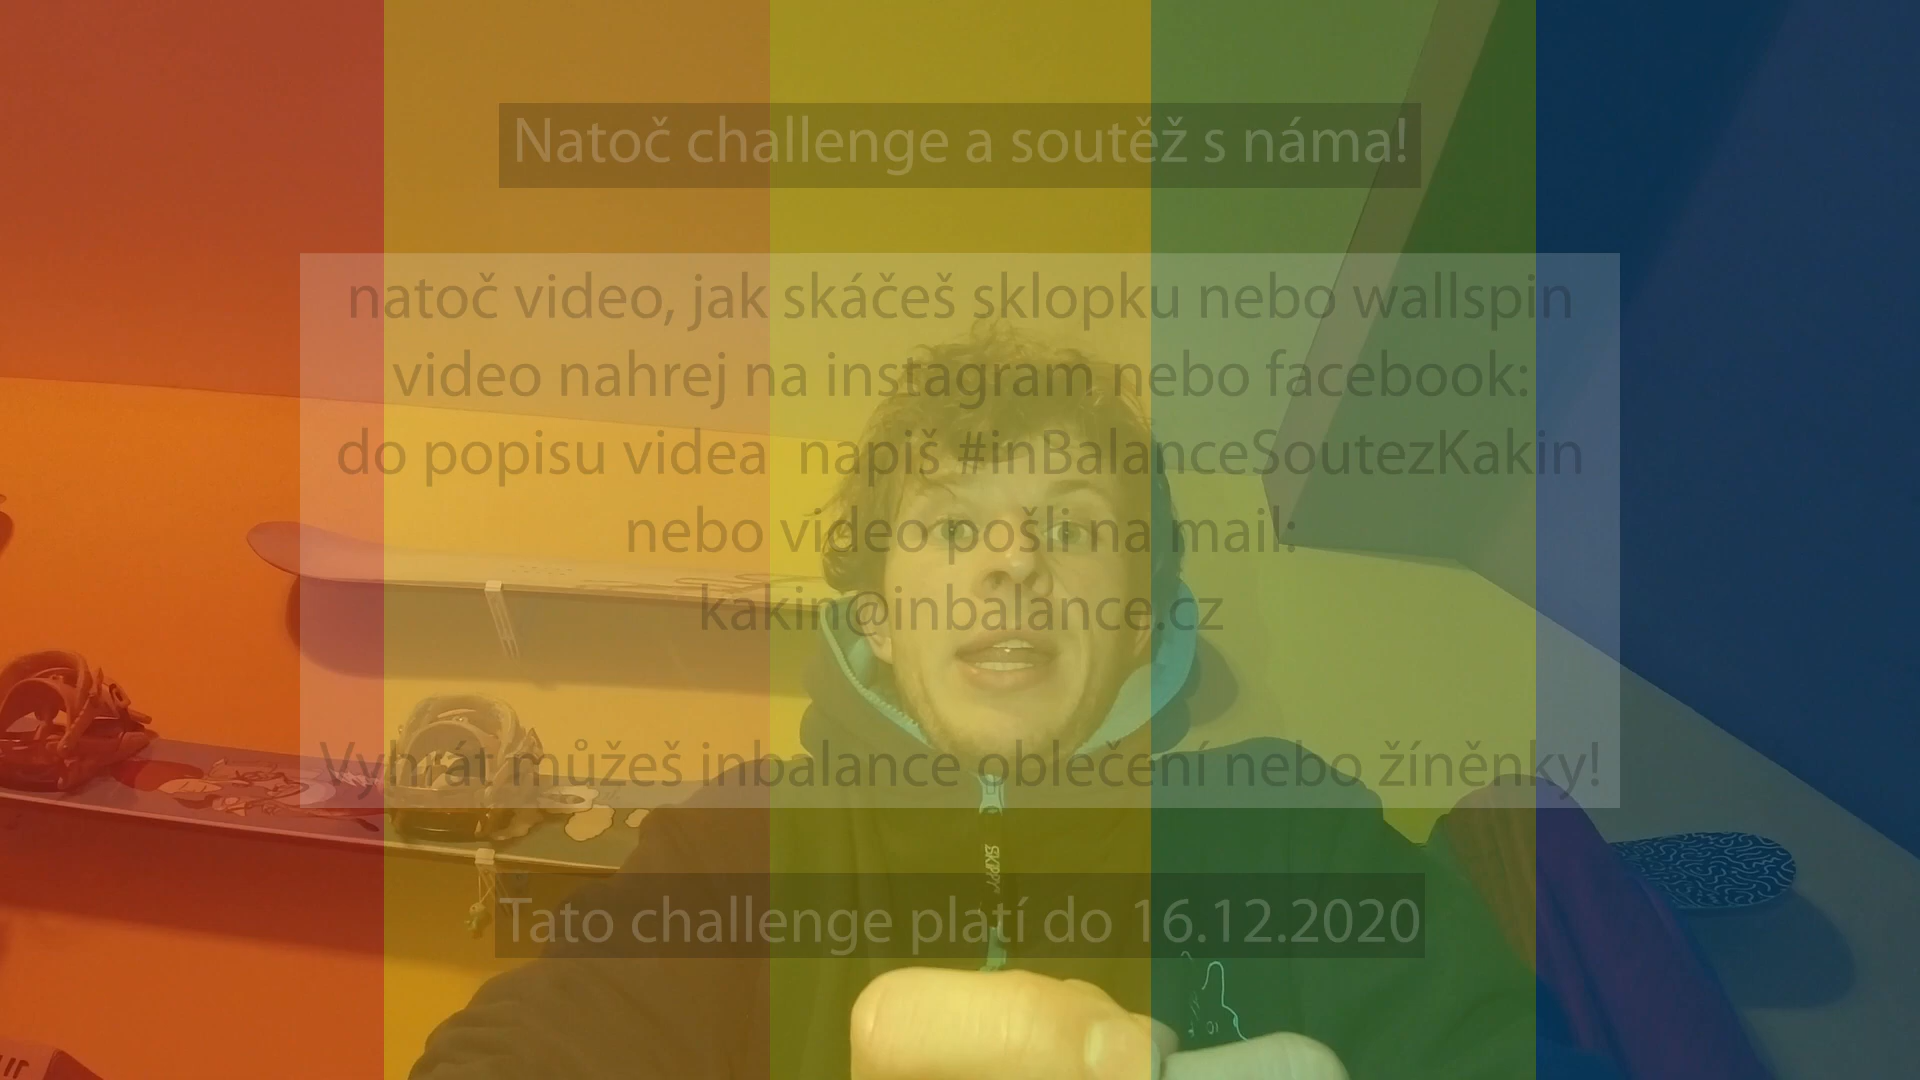 Natoč challenge a soutěž s náma!
natoč video, jak skáčeš sklopku nebo wallspin
video nahrej na instagram nebo facebook:
do popisu videa napiš #inBalanceSoutezKakin
nebo video pošli na mail:
kakin@inbalance.cz
Vyhrát můžeš inbalance oblečení nebo žíněnky!
SKIPPY
Tato challenge platí do 16.12.2020